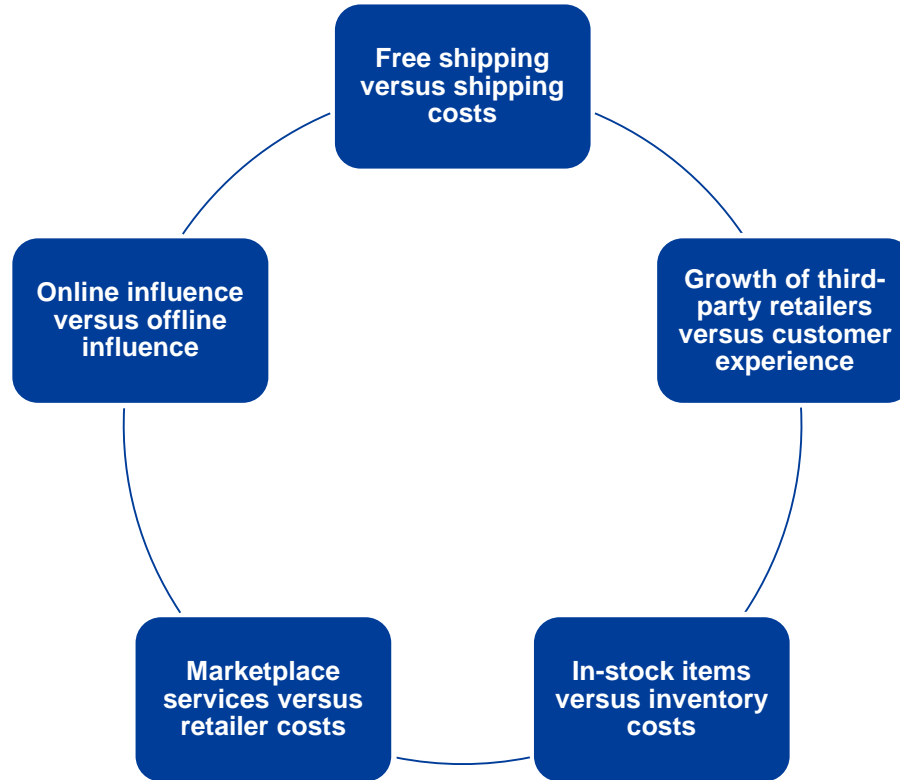 Free shipping
versus shipping
costs
Growth of third-
party retailers
versus customer
experience
In-stock items
versus inventory
costs
Marketplace
services versus
retailer costs
Online influence
versus offline
influence